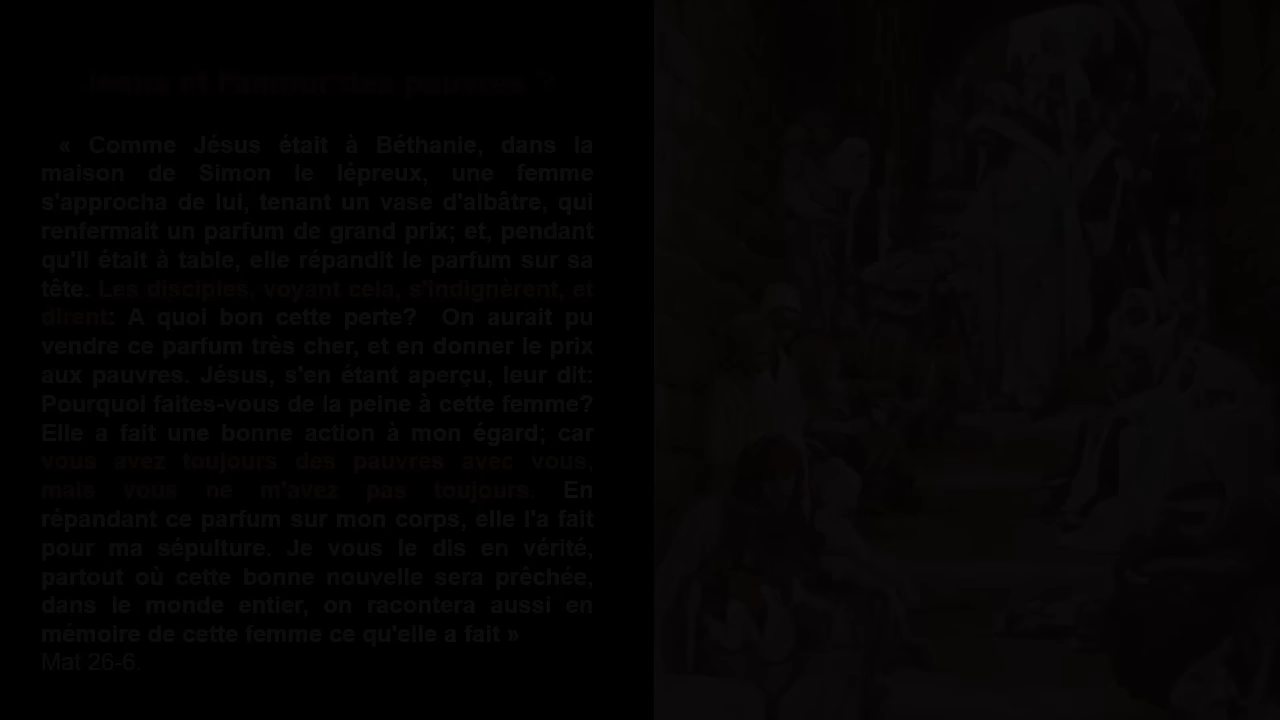 Jésus et l'amour des pauvres ?
« Comme Jésus était à Béthanie, dans la
maison de Simon le lépreux, une femme
s'approcha de lui, tenant un vase d'albâtre, qui
renfermait un parfum de grand prix; et, pendant
qu'il était à table, elle répandit le parfum sur sa
tête. Les disciples, voyant cela, s'indignèrent, et
dirent: A quoi bon cette perte? On aurait pu
vendre ce parfum très cher, et en donner le prix
aux pauvres. Jésus, s'en étant aperçu, leur dit:
Pourquoi faites-vous de la peine à cette femme?
Elle a fait une bonne action à mon égard; car
vous avez toujours des pauvres avec vous,
mais vous ne m'avez pas toujours. En
répandant ce parfum sur mon corps, elle l'a fait
pour ma sépulture. Je vous le dis en vérité,
partout où cette bonne nouvelle sera prêchée,
dans le monde entier, on racontera aussi en
mémoire de cette femme ce qu'elle a fait »
Mat 26-6.